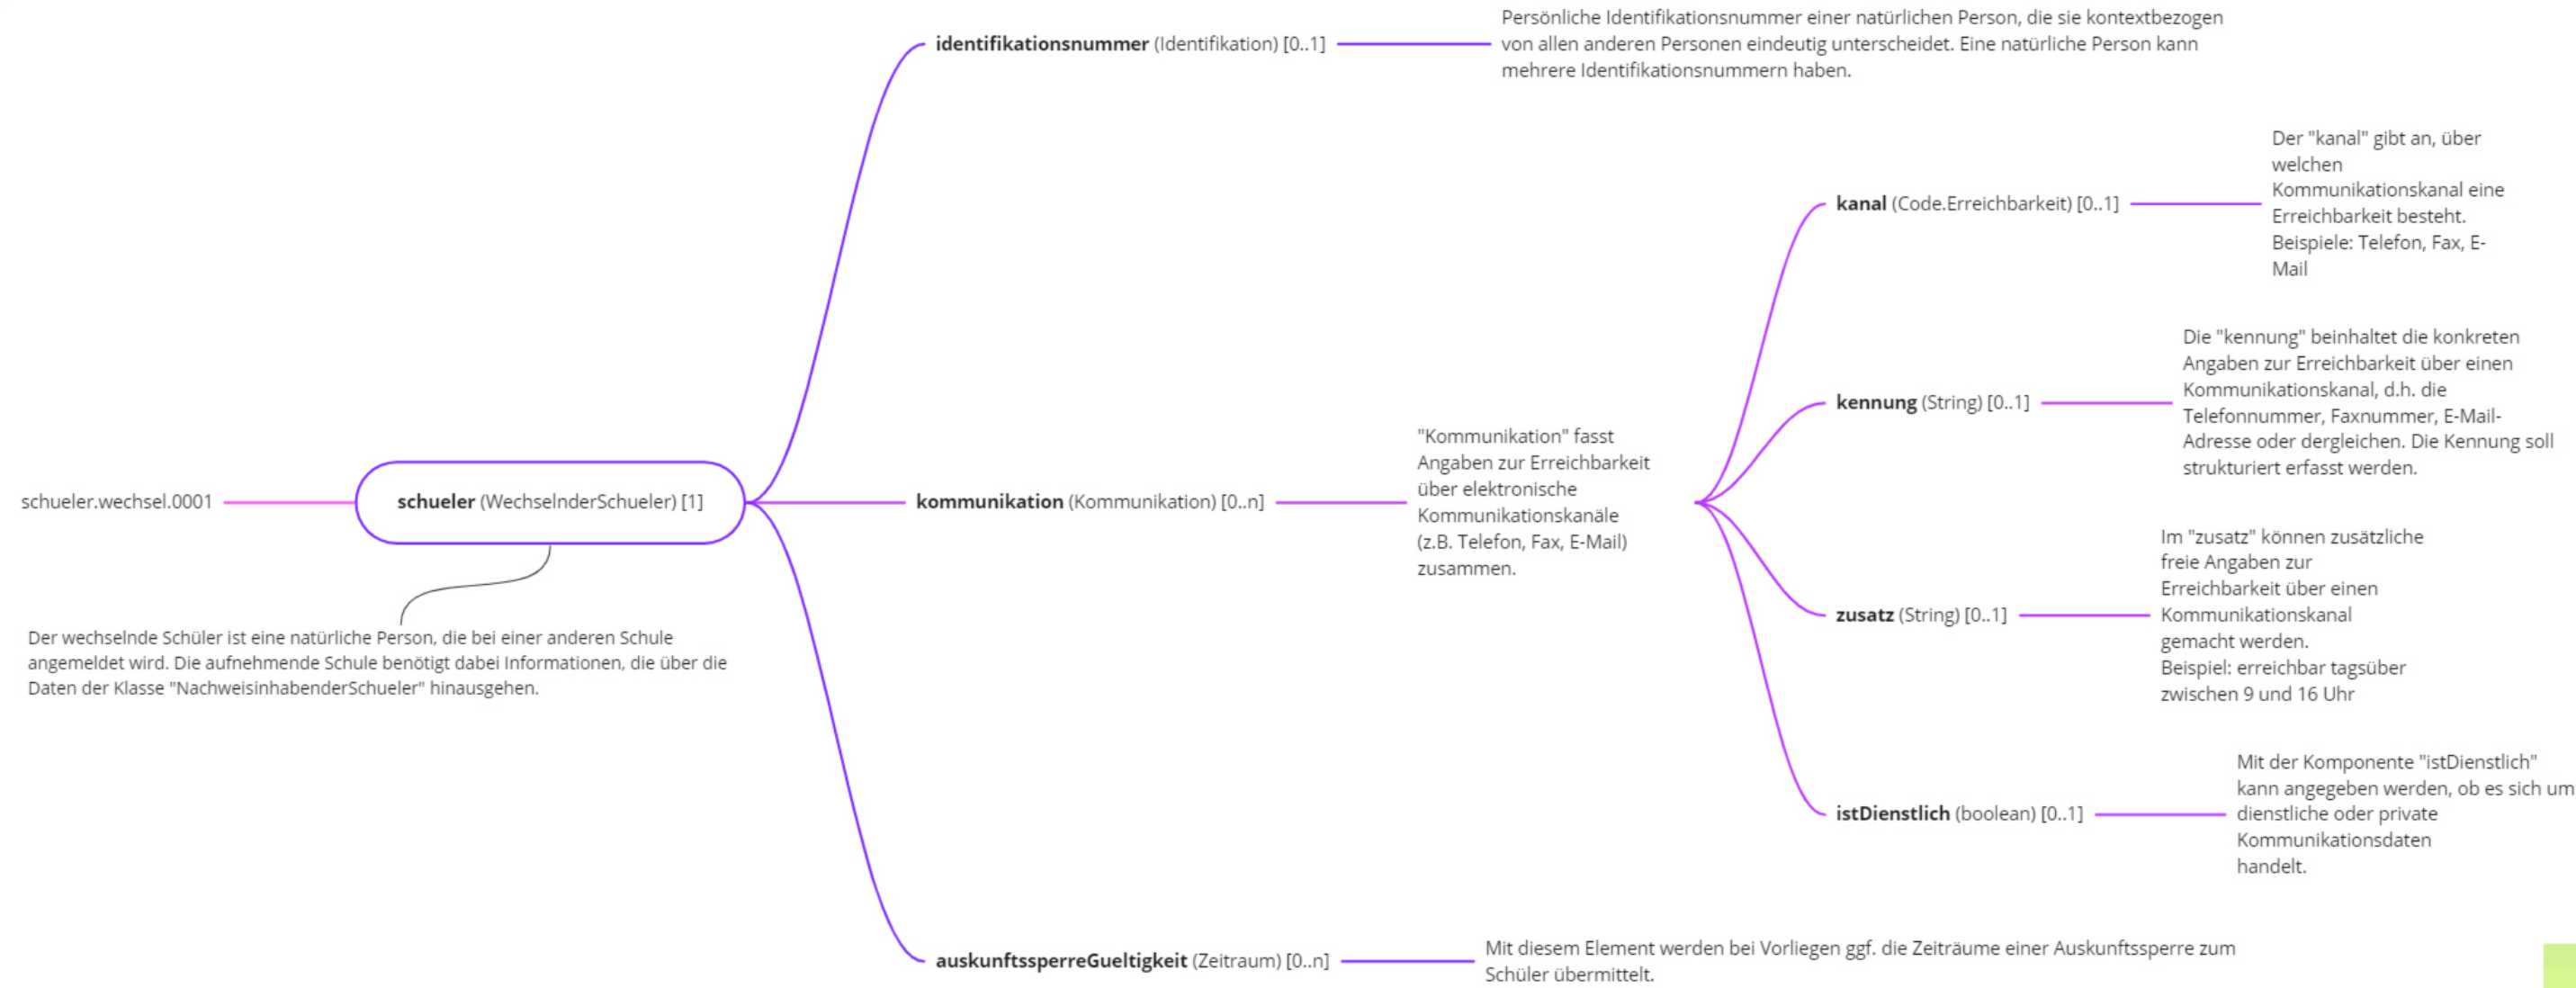 schueler.wechsel.0001
schueler (WechselnderSchueler) [1]
Der wechselnde Schüler ist eine natürliche Person, die bei einer anderen Schule
angemeldet wird. Die aufnehmende Schule benötigt dabei Informationen, die über die
Daten der Klasse "NachweisinhabenderSchueler" hinausgehen.
identifikationsnummer (Identifikation) [0..1]
Persönliche Identifikationsnummer einer natürlichen Person, die sie kontextbezogen
von allen anderen Personen eindeutig unterscheidet. Eine natürliche Person kann
mehrere Identifikationsnummern haben.
kommunikation (Kommunikation) [0..n]
"Kommunikation" fasst
Angaben zur Erreichbarkeit
über elektronische
Kommunikationskanäle
(z.B. Telefon, Fax, E-Mail)
zusammen.
kanal (Code.Erreichbarkeit) [0..1]
Der "kanal" gibt an, über
welchen
Kommunikationskanal eine
Erreichbarkeit besteht.
Beispiele: Telefon, Fax, E-
Mail
kennung (String) [0..1]
Die "kennung" beinhaltet die konkreten
Angaben zur Erreichbarkeit über einen
Kommunikationskanal, d.h. die
Telefonnummer, Faxnummer, E-Mail-
Adresse oder dergleichen. Die Kennung soll
strukturiert erfasst werden.
zusatz (String) [0..1]
Im "zusatz" können zusätzliche
freie Angaben zur
Erreichbarkeit über einen
Kommunikationskanal
gemacht werden.
Beispiel: erreichbar tagsüber
zwischen 9 und 16 Uhr
istDienstlich (boolean) [0..1]
Mit der Komponente "istDienstlich"
kann angegeben werden, ob es sich um
dienstliche oder private
Kommunikationsdaten
handelt.
auskunftssperreGueltigkeit (Zeitraum) [0..n]
Mit diesem Element werden bei Vorliegen ggf. die Zeiträume einer Auskunftssperre zum
Schüler übermittelt.